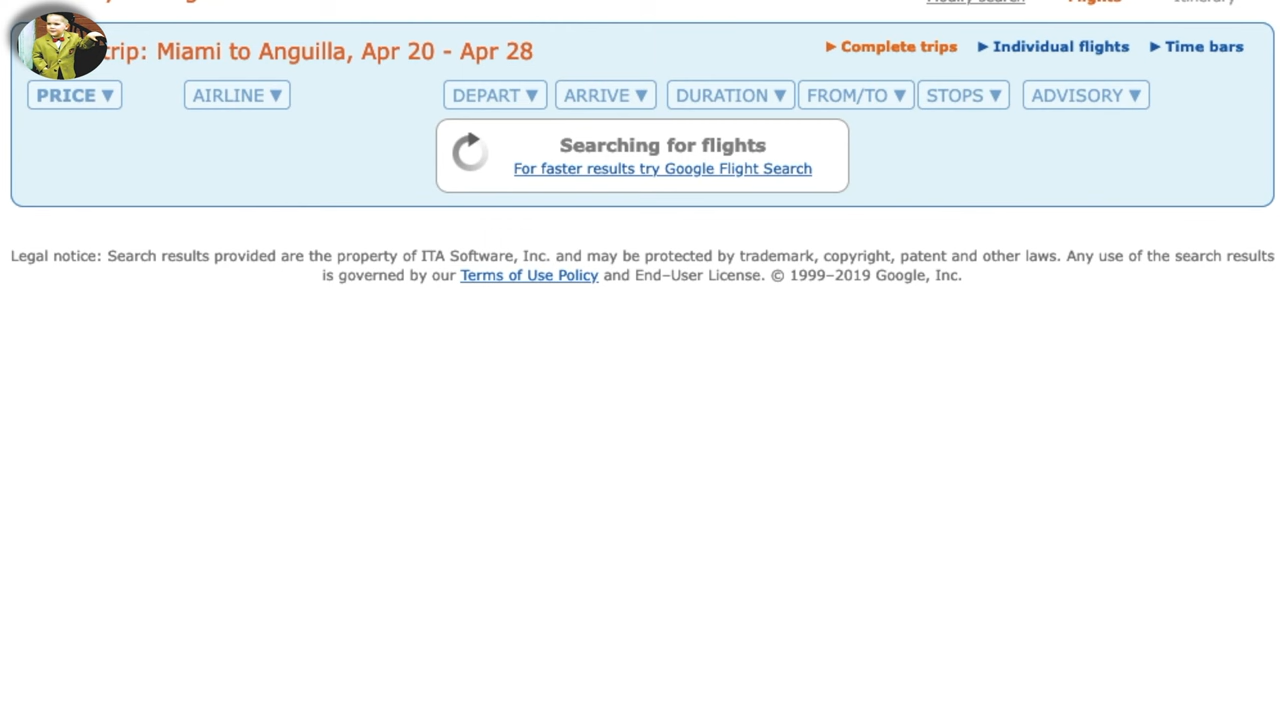 Modify search Flights Itinerary
trip: Miami to Anguilla, Apr 20 - Apr 28
▶ Complete trips ▶ Individual flights ▶ Time bars
PRICE ▼ AIRLINE ▼ DEPART ▼ ARRIVE ▼ DURATION ▼ FROM/TO ▼ STOPS ▼ ADVISORY ▼
Searching for flights
For faster results try Google Flight Search
Legal notice: Search results provided are the property of ITA Software, Inc. and may be protected by trademark, copyright, patent and other laws. Any use of the search results
is governed by our Terms of Use Policy and End-User License. © 1999-2019 Google, Inc.